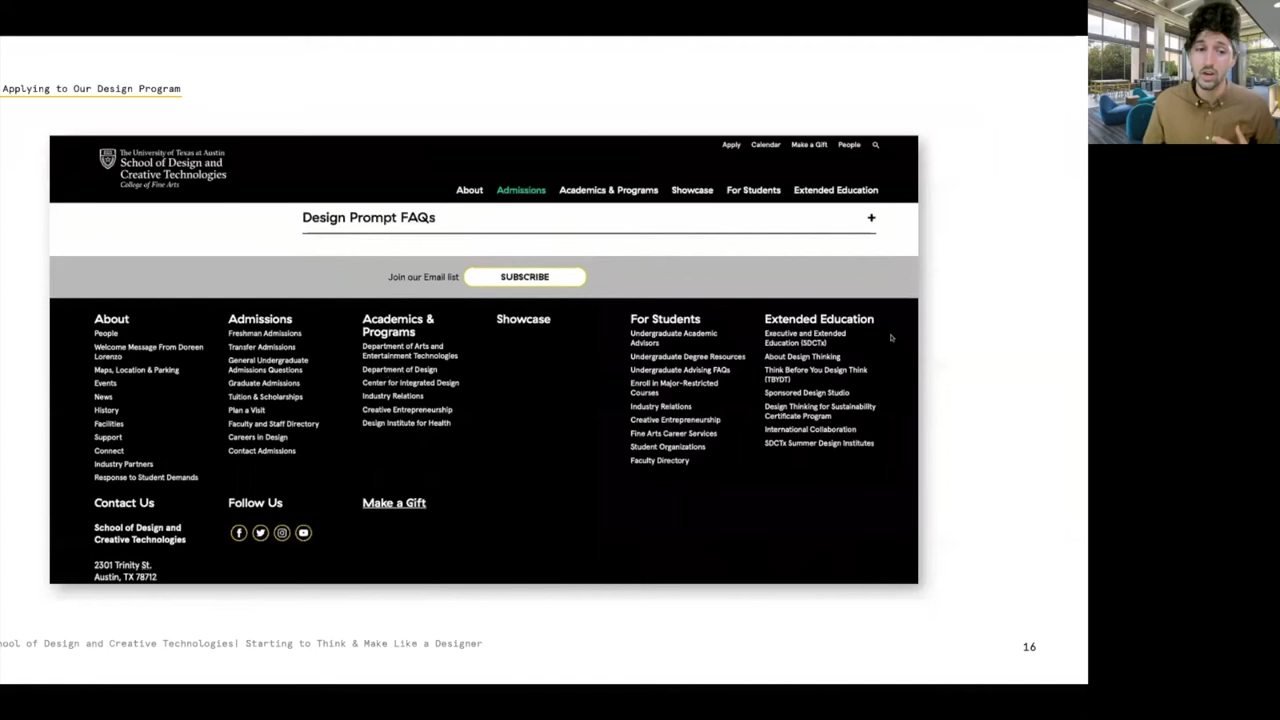 Applying to Our Design Program
The University of Texas at Austin
School of Design and
Creative Technologies
College of Fine Arts
Apply
Calendar
Make a Gift
People
About
Admissions
Academics & Programs
Showcase
For Students
Extended Education
Design Prompt FAQs
+
Join our Email list
SUBSCRIBE
About
People
Welcome Message From Doreen
Lorenzo
Maps, Location & Parking
Events
News
History
Facilities
Support
Connect
Industry Partners
Response to Student Demands
Admissions
Freshman Admissions
Transfer Admissions
General Undergraduate
Admissions Questions
Graduate Admissions
Tuition & Scholarships
Plan a Visit
Faculty and Staff Directory
Careers in Design
Contact Admissions
Academics &
Programs
Department of Arts and
Entertainment Technologies
Department of Design
Center for Integrated Design
Industry Relations
Creative Entrepreneurship
Design Institute for Health
Showcase
For Students
Undergraduate Academic
Advisors
Undergraduate Degree Resources
Undergraduate Advising FAQs
Enroll in Major-Restricted
Courses
Industry Relations
Creative Entrepreneurship
Fine Arts Career Services
Student Organizations
Faculty Directory
Extended Education
Executive and Extended
Education (SDCTx)
About Design Thinking
Think Before You Design Think
(TBYDT)
Sponsored Design Studio
Design Thinking for Sustainability
Certificate Program
International Collaboration
SDCTx Summer Design Institutes
Contact Us
School of Design and
Creative Technologies
2301 Trinity St.
Austin, TX 78712
Follow Us
Make a Gift
hool of Design and Creative Technologies| Starting to Think & Make Like a Designer
16